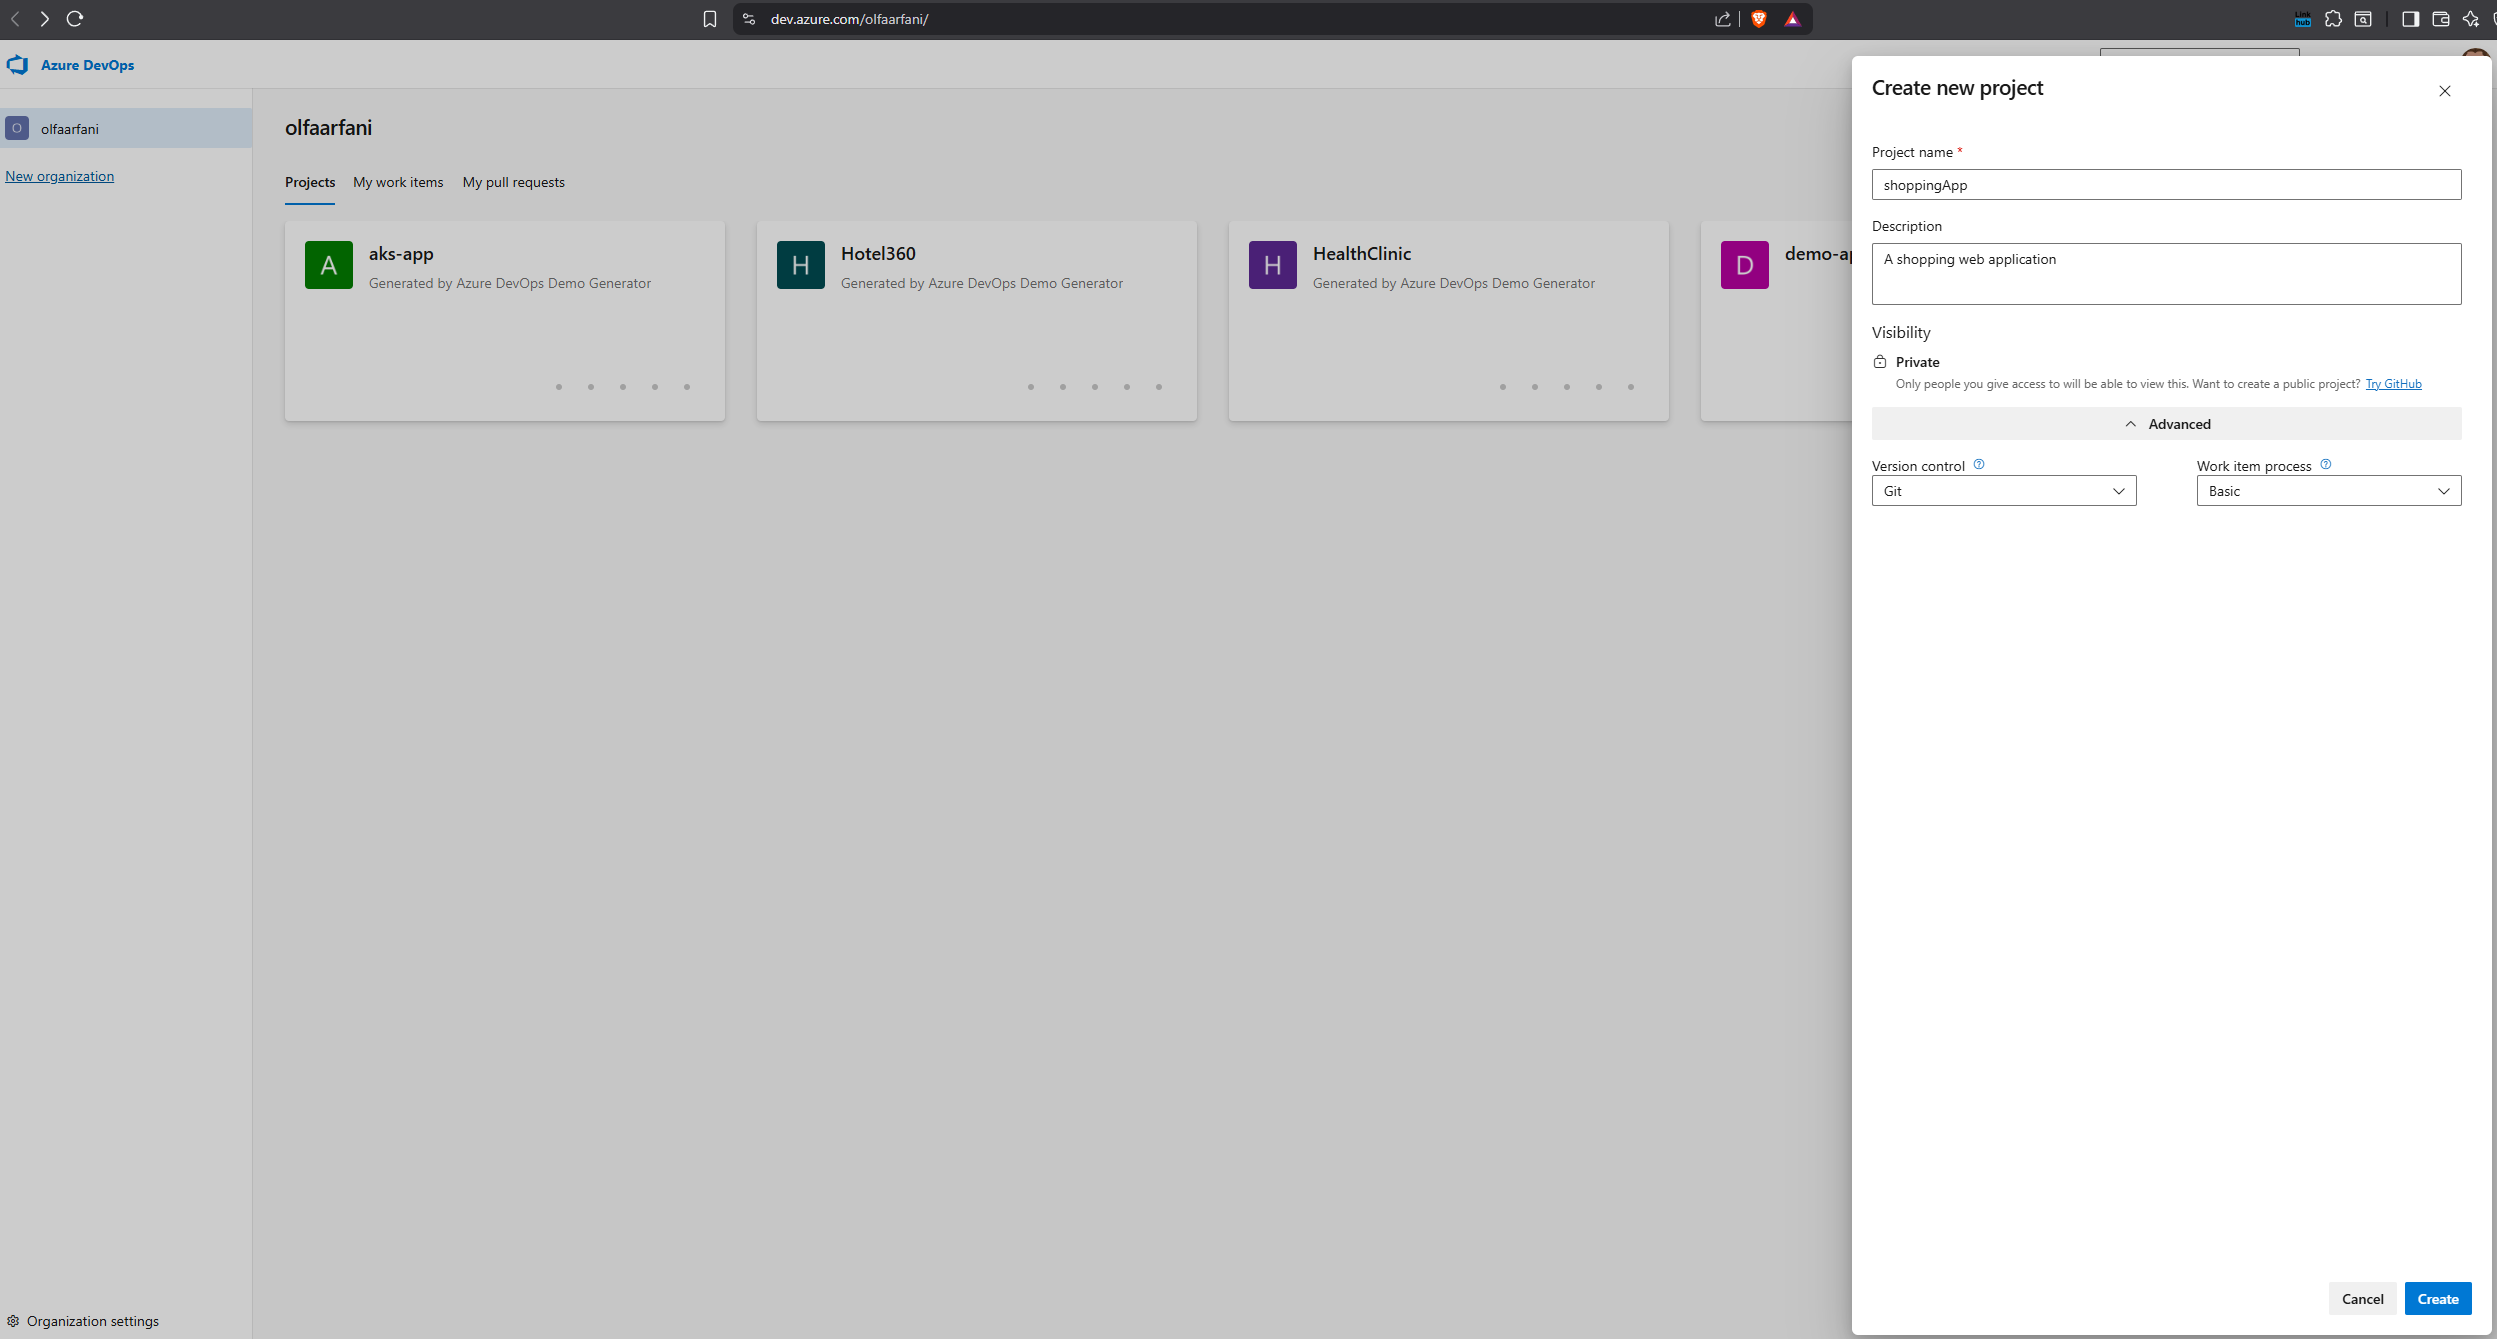 dev.azure.com/olfaarfani/
Link
hub
Azure DevOps
O olfaarfani
New organization
olfaarfani
Projects My work items My pull requests
A aks-app
Generated by Azure DevOps Demo Generator
H Hotel360
Generated by Azure DevOps Demo Generator
H HealthClinic
Generated by Azure DevOps Demo Generator
D demo-ap
Organization settings
Create new project
Project name *
shoppingApp
Description
A shopping web application
Visibility
Private
Only people you give access to will be able to view this. Want to create a public project? Try GitHub
Advanced
Version control Work item process
Git Basic
Cancel Create